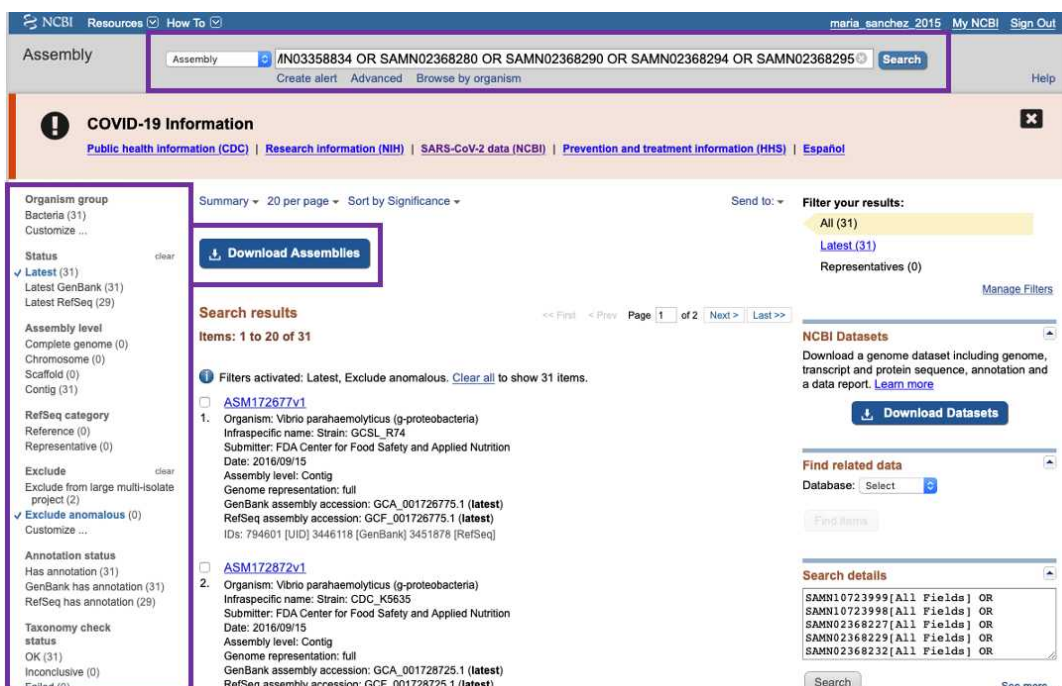 NCBI Resources How To maria_sanchez_2015 My NCBI Sign Out
Assembly Assembly MN03358834 OR SAMN02368280 OR SAMN02368290 OR SAMN02368294 OR SAMN02368295 Search
Create alert Advanced Browse by organism Help
COVID-19 Information
Public health information (CDC) | Research information (NIH) | SARS-CoV-2 data (NCBI) | Prevention and treatment information (HHS) | Español
Organism group
Bacteria (31)
Customize ...
Status clear
Latest (31)
Latest GenBank (31)
Latest RefSeq (29)
Assembly level
Complete genome (0)
Chromosome (0)
Scaffold (0)
Contig (31)
RefSeq category
Reference (0)
Representative (0)
Exclude clear
Exclude from large multi-isolate
project (2)
Exclude anomalous (0)
Customize ...
Annotation status
Has annotation (31)
GenBank has annotation (31)
RefSeq has annotation (29)
Taxonomy check
status
OK (31)
Inconclusive (0)
Failed (0)
Summary 20 per page Sort by Significance Send to:
Download Assemblies
Search results
<< First < Prev Page 1 of 2 Next > Last >>
Items: 1 to 20 of 31
Filters activated: Latest, Exclude anomalous. Clear all to show 31 items.
ASM172677v1
1. Organism: Vibrio parahaemolyticus (g-proteobacteria)
Infraspecific name: Strain: GCSL_R74
Submitter: FDA Center for Food Safety and Applied Nutrition
Date: 2016/09/15
Assembly level: Contig
Genome representation: full
GenBank assembly accession: GCA_001726775.1 (latest)
RefSeq assembly accession: GCF_001726775.1 (latest)
IDs: 794601 [UID] 3446118 [GenBank] 3451878 [RefSeq]
ASM172872v1
2. Organism: Vibrio parahaemolyticus (g-proteobacteria)
Infraspecific name: Strain: CDC_K5635
Submitter: FDA Center for Food Safety and Applied Nutrition
Date: 2016/09/15
Assembly level: Contig
Genome representation: full
GenBank assembly accession: GCA_001728725.1 (latest)
RefSeq assembly accession: GCF_001728725.1 (latest)
Filter your results:
All (31)
Latest (31)
Representatives (0)
Manage Filters
NCBI Datasets
Download a genome dataset including genome,
transcript and protein sequence, annotation and
a data report. Learn more
Download Datasets
Find related data
Database: Select
Find items
Search details
SAMN10723999[All Fields] OR
SAMN10723998[All Fields] OR
SAMN02368227[All Fields] OR
SAMN02368229[All Fields] OR
SAMN02368232[All Fields] OR
Search See more...